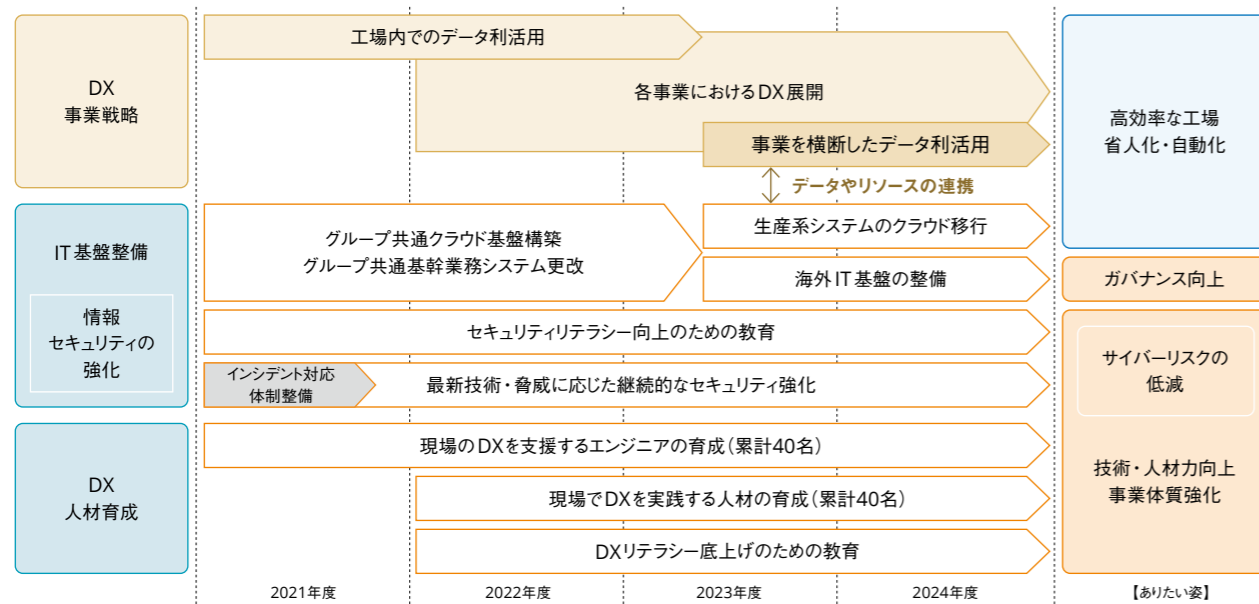 DX
事業戦略
工場内でのデータ利活用
各事業におけるDX展開
事業を横断したデータ利活用
データやリソースの連携
高効率な工場
省人化・自動化
IT基盤整備
情報
セキュリティの
強化
グループ共通クラウド基盤構築
グループ共通基幹業務システム更改
生産系システムのクラウド移行
海外IT基盤の整備
ガバナンス向上
セキュリティリテラシー向上のための教育
インシデント対応
体制整備
最新技術・脅威に応じた継続的なセキュリティ強化
サイバーリスクの
低減
DX
人材育成
現場のDXを支援するエンジニアの育成(累計40名)
現場でDXを実践する人材の育成(累計40名)
DXリテラシー底上げのための教育
技術・人材力向上
事業体質強化
2021年度
2022年度
2023年度
2024年度
【ありたい姿】